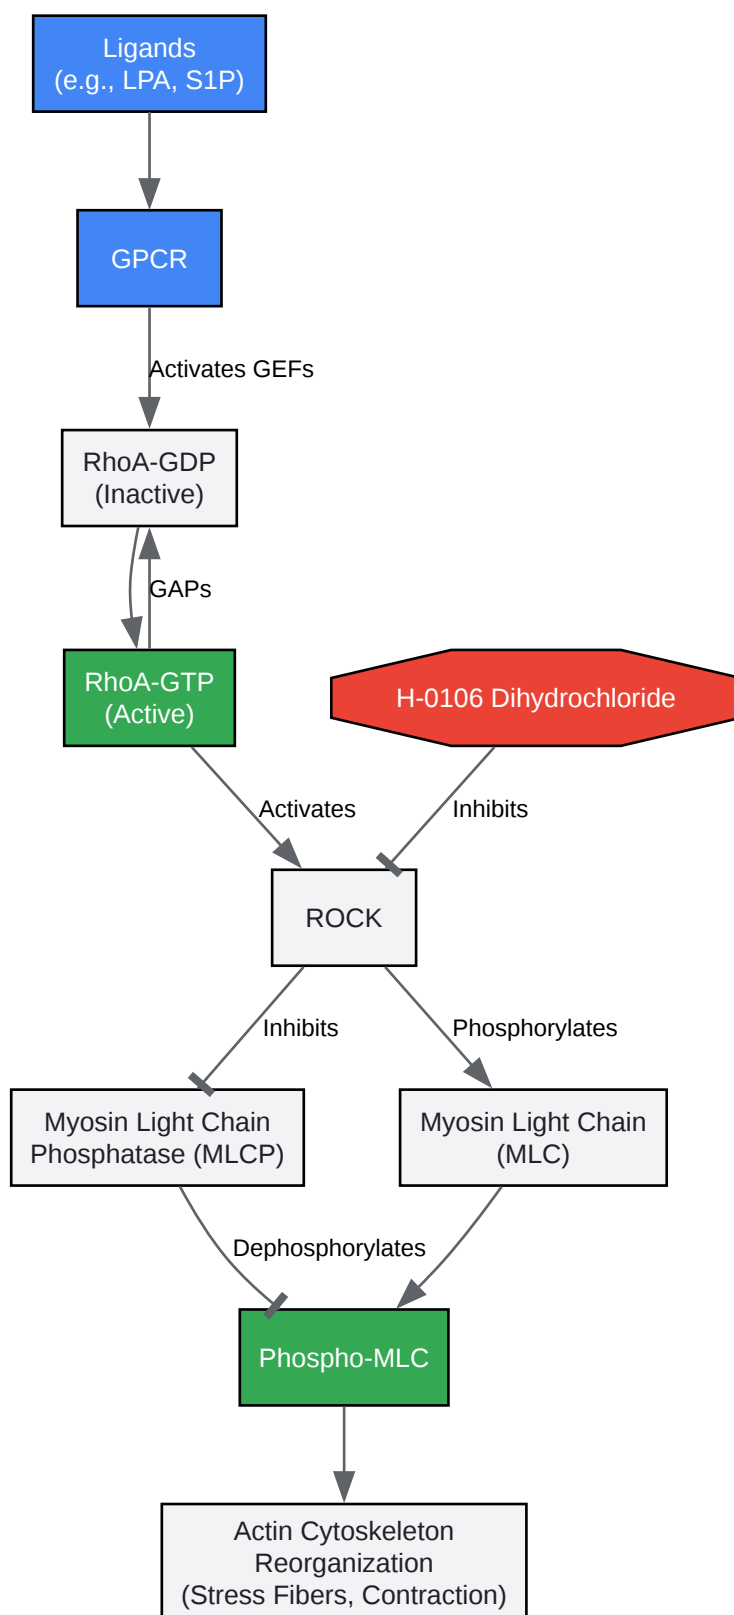 Ligands
(e.g., LPA, S1P)
GPCR
Activates GEFs
RhoA-GDP
(Inactive)
GAPs
RhoA-GTP
(Active)
H-0106 Dihydrochloride
Activates
Inhibits
ROCK
Inhibits
Phosphorylates
Myosin Light Chain
Phosphatase (MLCP)
Myosin Light Chain
(MLC)
Dephosphorylates
Phospho-MLC
Actin Cytoskeleton
Reorganization
(Stress Fibers, Contraction)